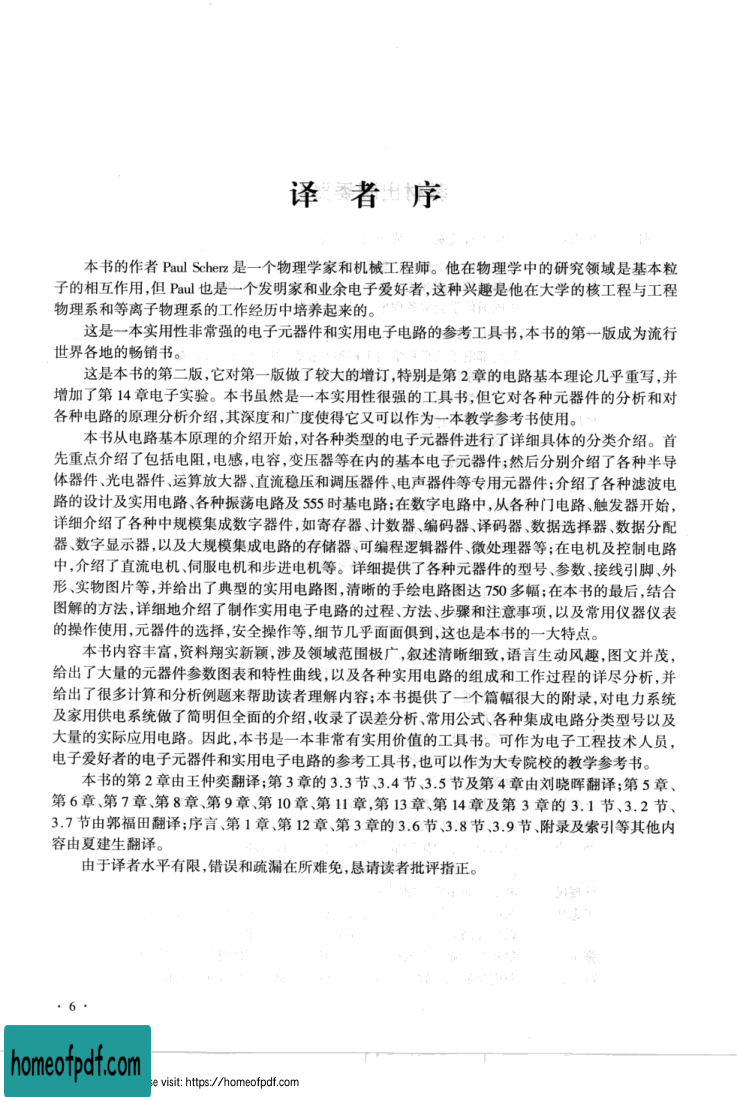 译者序
本书的作者 Paul Scherz 是一个物理学家和机械工程师。他在物理学中的研究领域是基本粒
子的相互作用,但 Paul 也是一个发明家和业余电子爱好者,这种兴趣是他在大学的核工程与工程
物理系和等离子物理系的工作经历中培养起来的。
这是一本实用性非常强的电子元器件和实用电子电路的参考工具书,本书的第一版成为流行
世界各地的畅销书。
这是本书的第二版,它对第一版做了较大的增订,特别是第 2 章的电路基本理论几乎重写,并
增加了第 14 章电子实验。本书虽然是一本实用性很强的工具书,但它对各种元器件的分析和对
各种电路的原理分析介绍,其深度和广度使得它又可以作为一本教学参考书使用。
本书从电路基本原理的介绍开始,对各种类型的电子元器件进行了详细具体的分类介绍。首
先重点介绍了包括电阻,电感,电容,变压器等在内的基本电子元器件;然后分别介绍了各种半导
体器件、光电器件、运算放大器、直流稳压和调压器件、电声器件等专用元器件;介绍了各种滤波电
路的设计及实用电路、各种振荡电路及 555 时基电路;在数字电路中,从各种门电路、触发器开始,
详细介绍了各种中规模集成数字器件,如寄存器、计数器、编码器、译码器、数据选择器、数据分配
器、数字显示器,以及大规模集成电路的存储器、可编程逻辑器件、微处理器等;在电机及控制电路
中,介绍了直流电机、伺服电机和步进电机等。详细提供了各种元器件的型号、参数、接线引脚、外
形、实物图片等,并给出了典型的实用电路图,清晰的手绘电路图达 750 多幅;在本书的最后,结合
图解的方法,详细地介绍了制作实用电子电路的过程、方法、步骤和注意事项,以及常用仪器仪表
的操作使用,元器件的选择,安全操作等,细节几乎面面俱到,这也是本书的一大特点。
本书内容丰富,资料翔实新颖,涉及领域范围极广,叙述清晰细致,语言生动风趣,图文并茂,
给出了大量的元器件参数图表和特性曲线,以及各种实用电路的组成和工作过程的详尽分析,并
给出了很多计算和分析例题来帮助读者理解内容;本书提供了一个篇幅很大的附录,对电力系统
及家用供电系统做了简明但全面的介绍,收录了误差分析、常用公式、各种集成电路分类型号以及
大量的实际应用电路。因此,本书是一本非常有实用价值的工具书。可作为电子工程技术人员,
电子爱好者的电子元器件和实用电子电路的参考工具书,也可以作为大专院校的教学参考书。
本书的第 2 章由王仲奕翻译;第 3 章的 3.3 节、3.4 节、3.5 节及第 4 章由刘晓晖翻译;第 5 章、
第 6 章、第 7 章、第 8 章、第 9 章、第 10 章、第 11 章,第 13 章、第 14 章及第 3 章的 3.1 节、3.2 节、
3.7 节由郭福田翻译;序言、第 1 章、第 12 章、第 3 章的 3.6 节、3.8 节、3.9 节、附录及索引等其他内
容由夏建生翻译。
由于译者水平有限,错误和疏漏在所难免,恳请读者批评指正。
· 6 ·
homeofpdf.com
se visit: https://homeofpdf.com